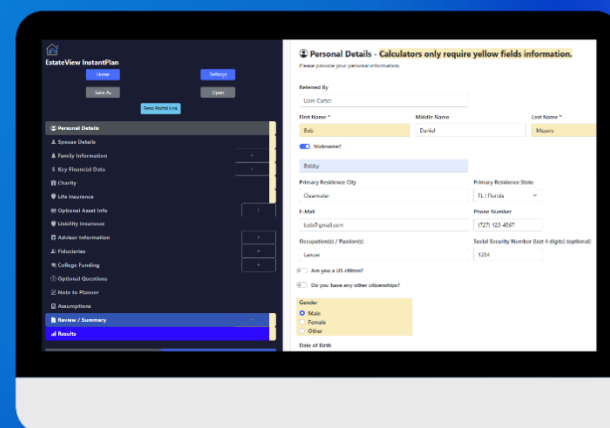 EstateView InstantPlan
Home
Settings
Save As
Open
Send Portal Link
Personal Details
Spouse Details
Family Information
Key Financial Data
Charity
Life Insurance
Optional Asset Info
Liability Insurance
Advisor Information
Fiduciaries
College Funding
Optional Questions
Note to Planner
Assumptions
Review / Summary
Results
Personal Details - Calculators only require yellow fields information.
Please provide your personal information.
Referred By
Liam Carter
First Name * Middle Name Last Name *
Bob Daniel Meyers
Nickname?
Bobby
Primary Residence City Primary Residence State
Clearwater FL | Florida
E-Mail Phone Number
bob@gmail.com (727) 123-4567
Occupation(s) / Passion(s) Social Security Number (last 4 digits) (optional)
Lawyer 1234
Are you a US citizen?
Do you have any other citizenships?
Gender
Male
Female
Other
Date of Birth